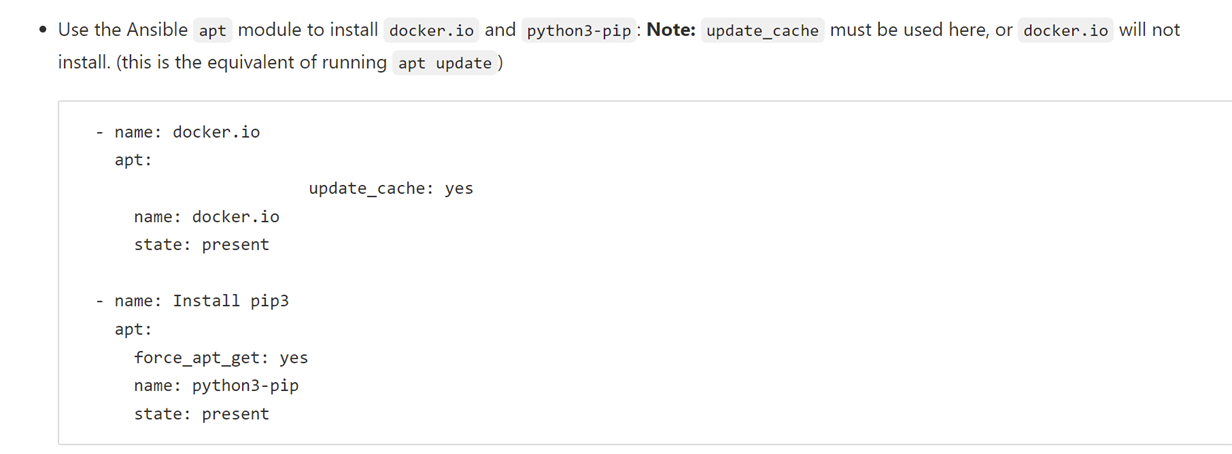 • Use the Ansible apt module to install docker.io and python3-pip: Note: update_cache must be used here, or docker.io will not
install. (this is the equivalent of running apt update)
- name: docker.io
  apt:
                      update_cache: yes
    name: docker.io
    state: present
- name: Install pip3
  apt:
    force_apt_get: yes
    name: python3-pip
    state: present